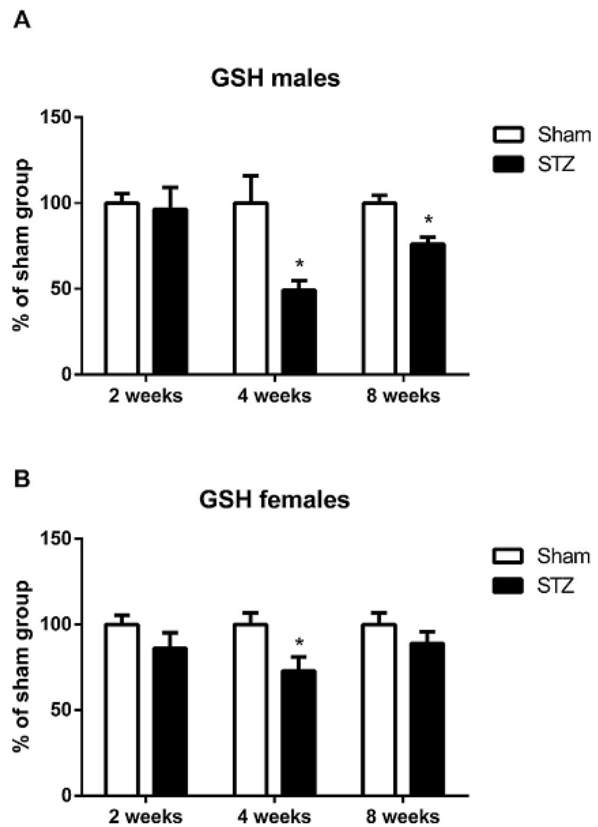 A
GSH males
% of sham group
150
100
50
0
*
*
2 weeks
4 weeks
8 weeks
Sham
STZ
B
GSH females
% of sham group
150
100
50
0
*
2 weeks
4 weeks
8 weeks
Sham
STZ